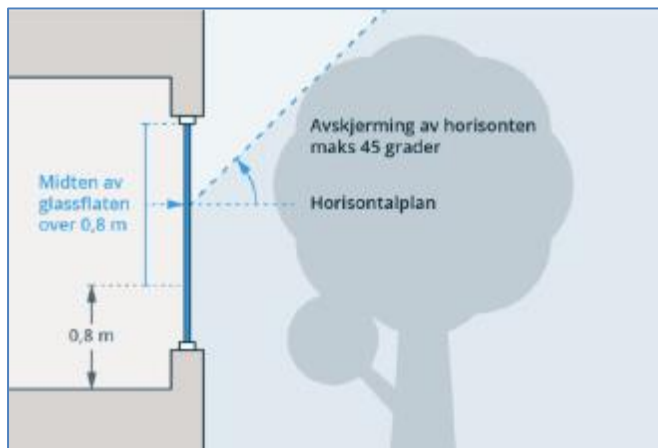 Avskjerming av horisonten
maks 45 grader
Midten av
glassflaten
over 0,8 m
Horisontalplan
0,8 m